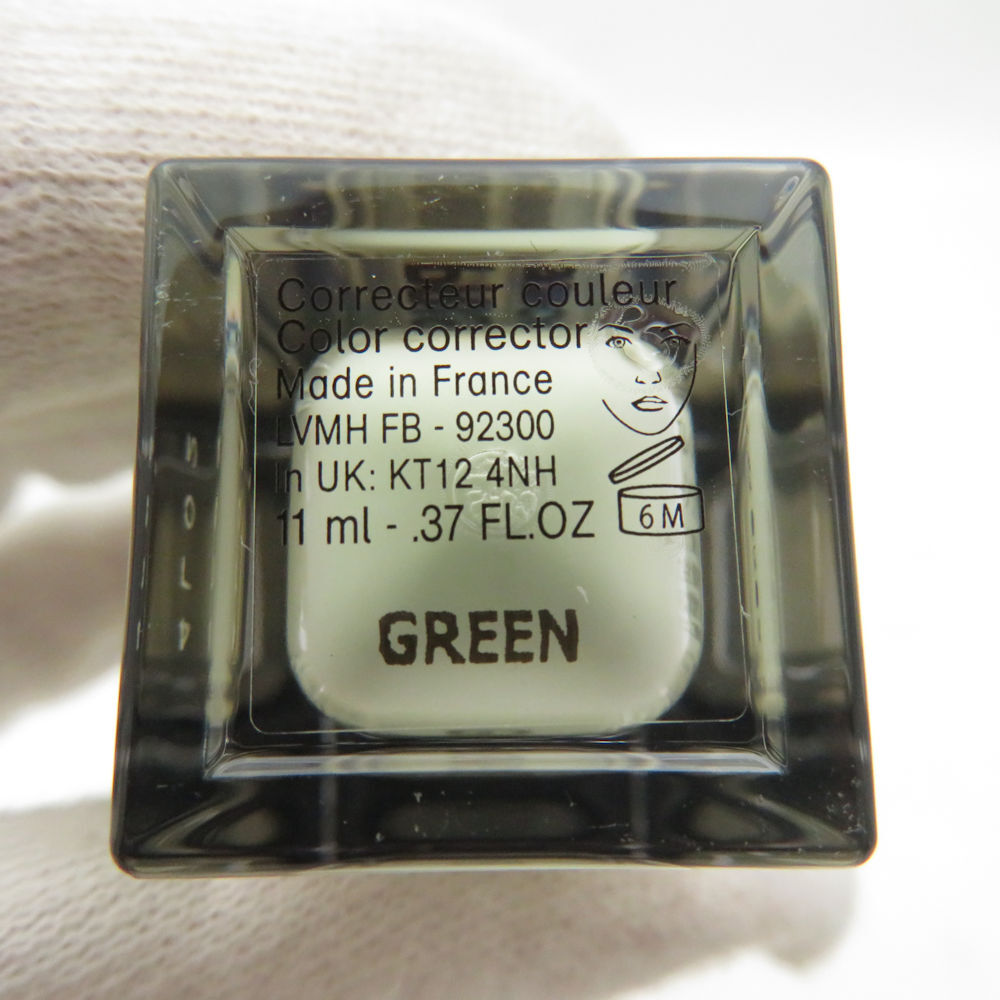 Correcteur couleur
Color corrector
Made in France
LVMH FB - 92300
In UK: KT12 4NH
11 ml - .37 FL.OZ
6 M
GREEN